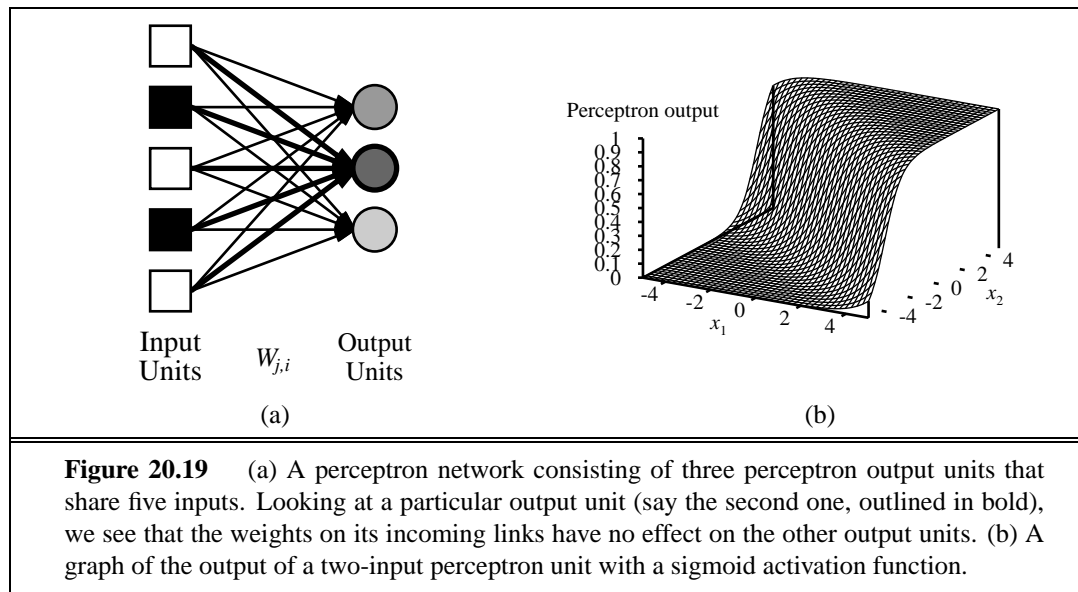 Input
Units
W_{j,i}
Output
Units
(a)
Perceptron output
1
0.9
0.8
0.7
0.6
0.5
0.4
0.3
0.2
0.1
0
-4
-2
0
2
4
x_1
-4
-2
0
2
4
x_2
(b)
Figure 20.19 (a) A perceptron network consisting of three perceptron output units that
share five inputs. Looking at a particular output unit (say the second one, outlined in bold),
we see that the weights on its incoming links have no effect on the other output units. (b) A
graph of the output of a two-input perceptron unit with a sigmoid activation function.